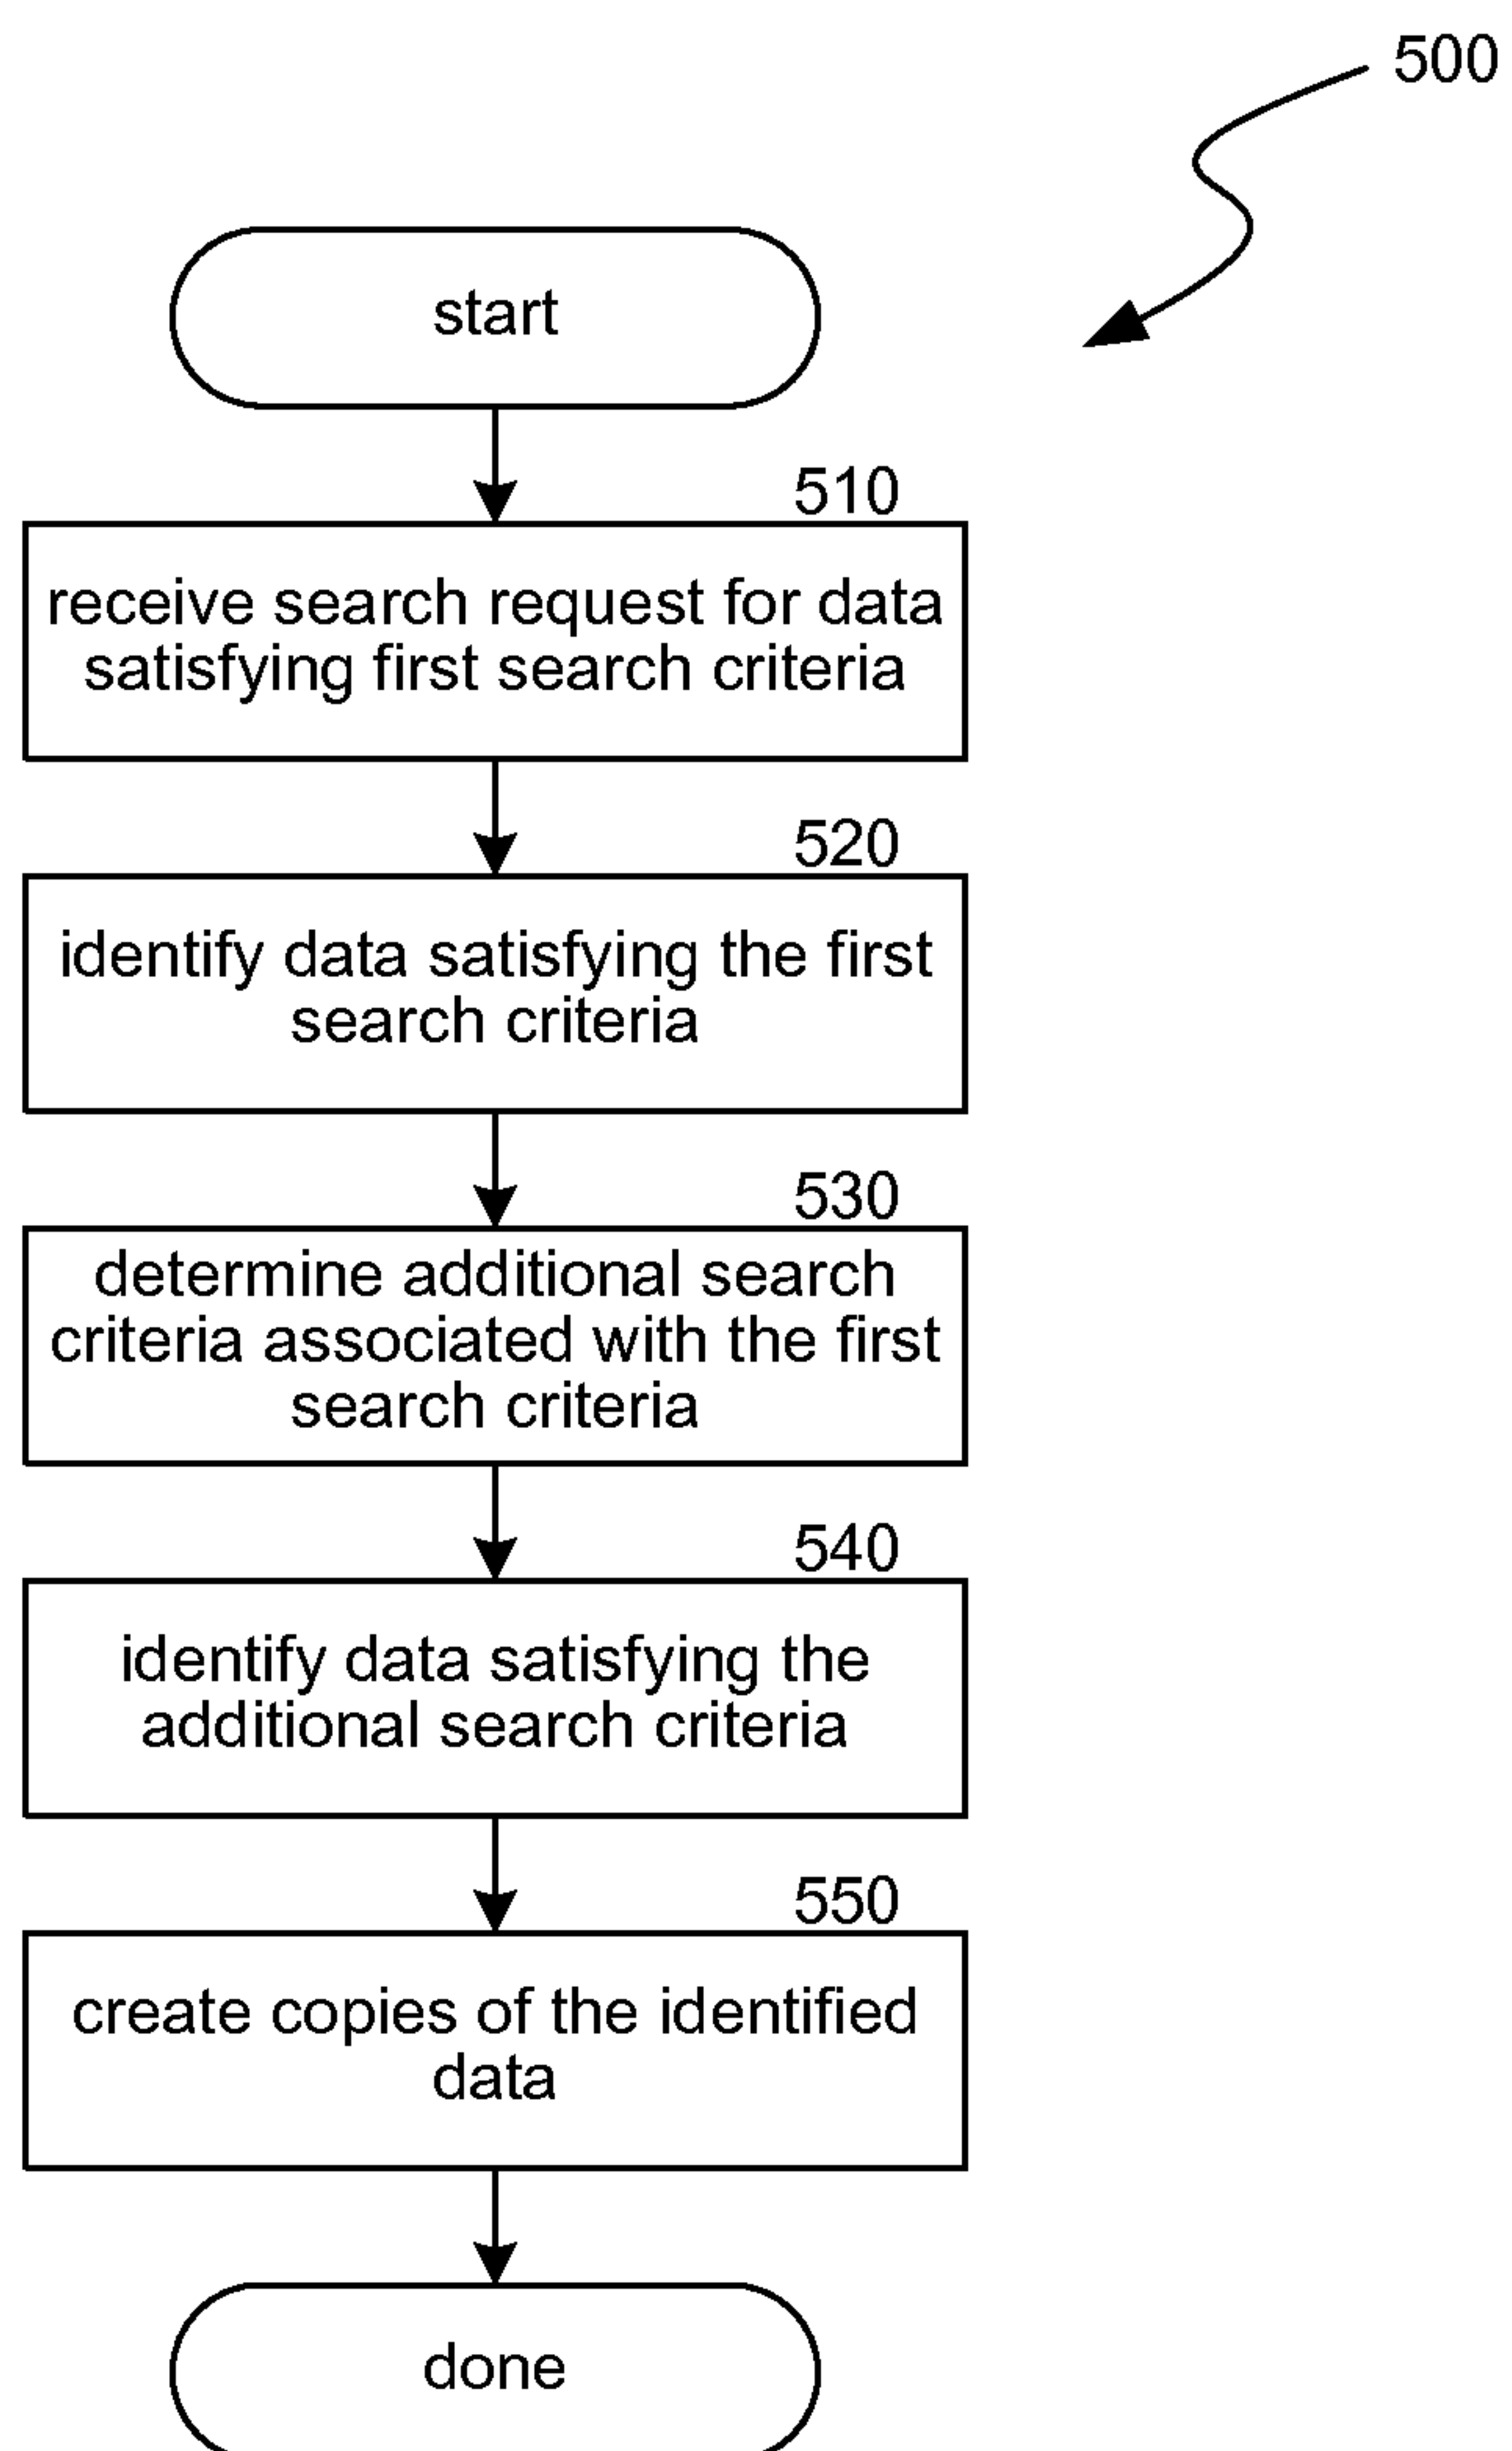 500
start
510
receive search request for data
satisfying first search criteria
520
identify data satisfying the first
search criteria
530
determine additional search
criteria associated with the first
search criteria
540
identify data satisfying the
additional search criteria
550
create copies of the identified
data
done